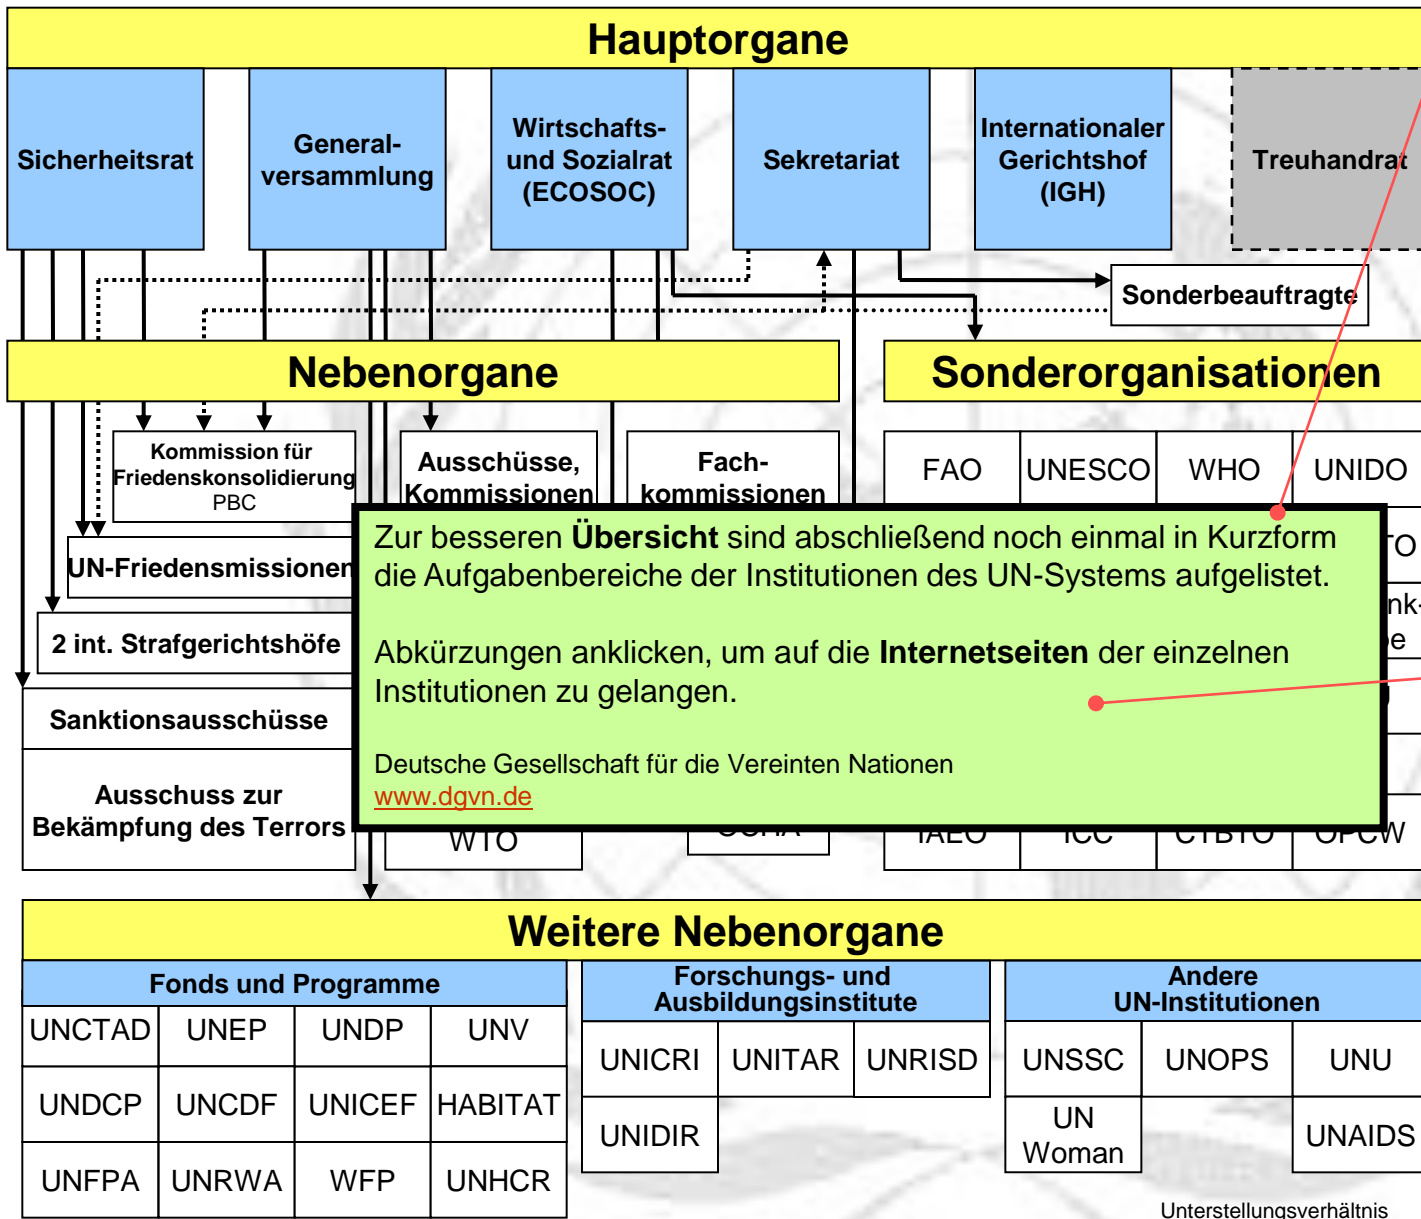 Hauptorgane
Sicherheitsrat
General-
versammlung
Wirtschafts-
und Sozialrat
(ECOSOC)
Sekretariat
Internationaler
Gerichtshof
(IGH)
Treuhandrat
Sonderbeauftragte
Nebenorgane
Sonderorganisationen
Kommission für
Friedenskonsolidierung
PBC
Ausschüsse,
Kommissionen
Fach-
kommissionen
FAO UNESCO WHO UNIDO
UN-Friedensmissionen
2 int. Strafgerichtshöfe
Sanktionsausschüsse
Ausschuss zur
Bekämpfung des Terrors
Zur besseren Übersicht sind abschließend noch einmal in Kurzform
die Aufgabenbereiche der Institutionen des UN-Systems aufgelistet.
Abkürzungen anklicken, um auf die Internetseiten der einzelnen
Institutionen zu gelangen.
Deutsche Gesellschaft für die Vereinten Nationen
www.dgvn.de
WTO
OCHA
IAEO ICC CTBTO OPCW
Weitere Nebenorgane
Fonds und Programme
UNCTAD UNEP UNDP UNV
UNDCP UNCDF UNICEF HABITAT
UNFPA UNRWA WFP UNHCR
Forschungs- und
Ausbildungsinstitute
UNICRI UNITAR UNRISD
UNIDIR
Andere
UN-Institutionen
UNSSC UNOPS UNU
UN
Woman
UNAIDS
Unterstellungsverhältnis